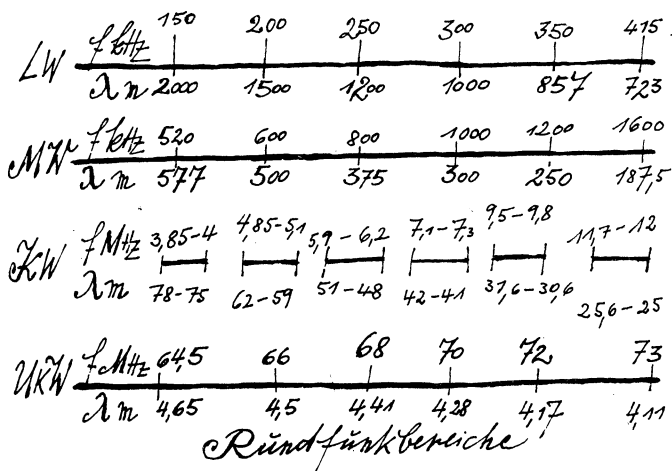 f kHz 150 200 250 300 350 415
LW
λ m 2000 1500 1200 1000 857 723
f kHz 520 600 800 1000 1200 1600
MW
λ m 577 500 375 300 250 187,5
f MHz 3,85-4 4,85-5,1 5,9-6,2 7,1-7,3 9,5-9,8 11,7-12
KW
λ m 78-75 62-59 51-48 42-41 31,6-30,6 25,6-25
f MHz 64,5 66 68 70 72 73
UKW
λ m 4,65 4,5 4,41 4,28 4,17 4,11
Rundfunkbereiche